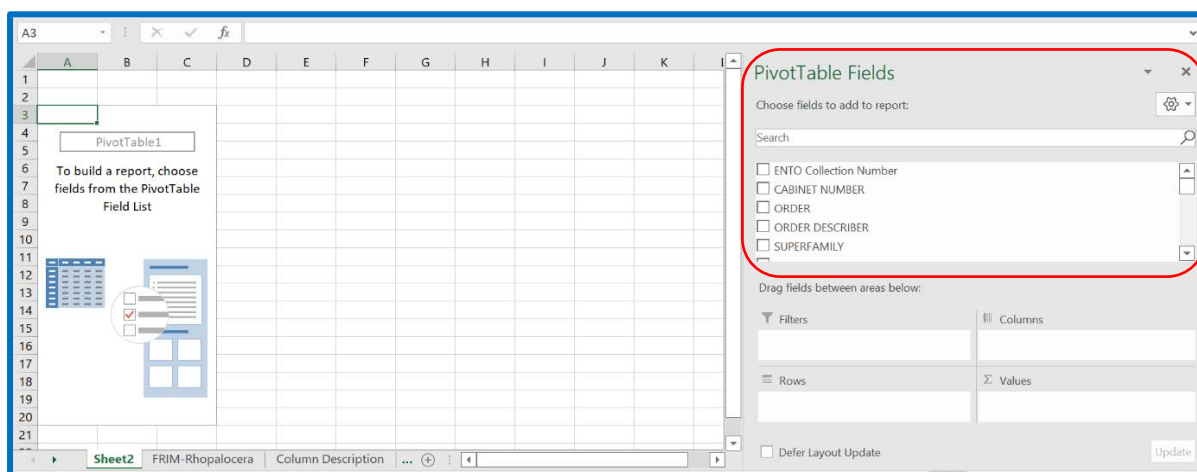 A3
fx
A B C D E F G H I J K
1
2
3
4
5
6
7
8
9
10
11
12
13
14
15
16
17
18
19
20
21
PivotTable1
To build a report, choose
fields from the PivotTable
Field List
Sheet2 FRIM-Rhopalocera Column Description ...
PivotTable Fields
Choose fields to add to report:
Search
ENTO Collection Number
CABINET NUMBER
ORDER
ORDER DESCRIBER
SUPERFAMILY
Drag fields between areas below:
Filters
Columns
Rows
Σ Values
Defer Layout Update
Update